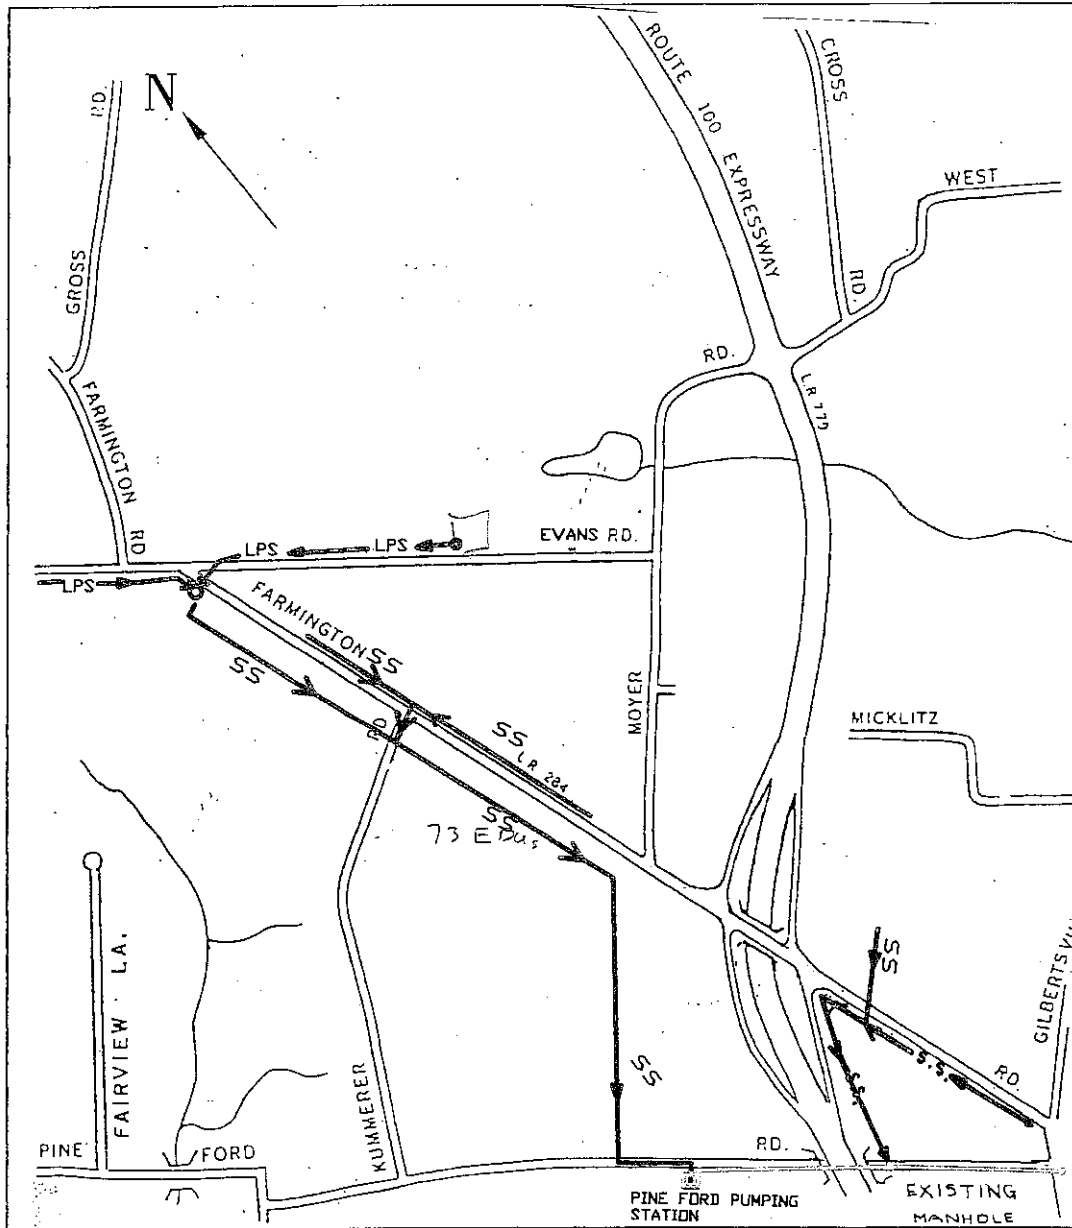 N
ROUTE 100 EXPRESSWAY
CROSS
RD.
WEST
RD.
GROSS
RD.
L.R 779
FARMINGTON
RD
EVANS RD.
LPS
LPS
LPS
FARMINGTON
SS
SS
SS
L R 284
RD
MOYER
MICKLITZ
SS
73 E Bus
SS
SS
S.S.
S.S.
RD.
FAIRVIEW LA.
KUMMERER
PINE
FORD
RD.
PINE FORD PUMPING
STATION
EXISTING
MANHOLE